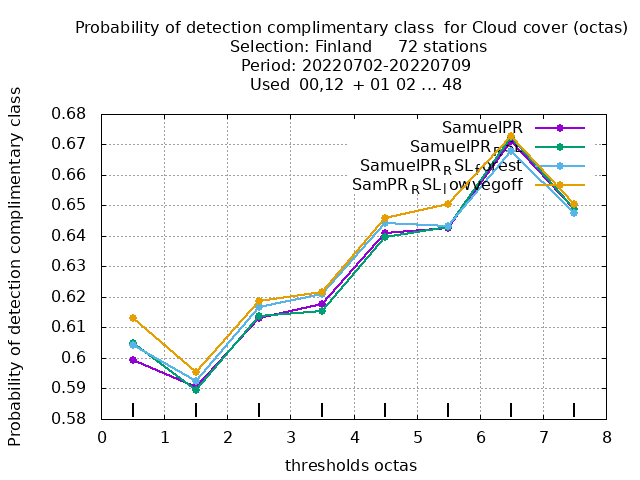 Probability of detection complimentary class for Cloud cover (octas)
Selection: Finland 72 stations
Period: 20220702-20220709
Used 00,12 + 01 02 ... 48
Probability of detection complimentary class
0.68
0.67
0.66
0.65
0.64
0.63
0.62
0.61
0.6
0.59
0.58
SamuelPR
SamuelPR_RSL
SamuelPR_RSL_forest
SamPR_RSL_lowvegoff
0 1 2 3 4 5 6 7 8
thresholds octas